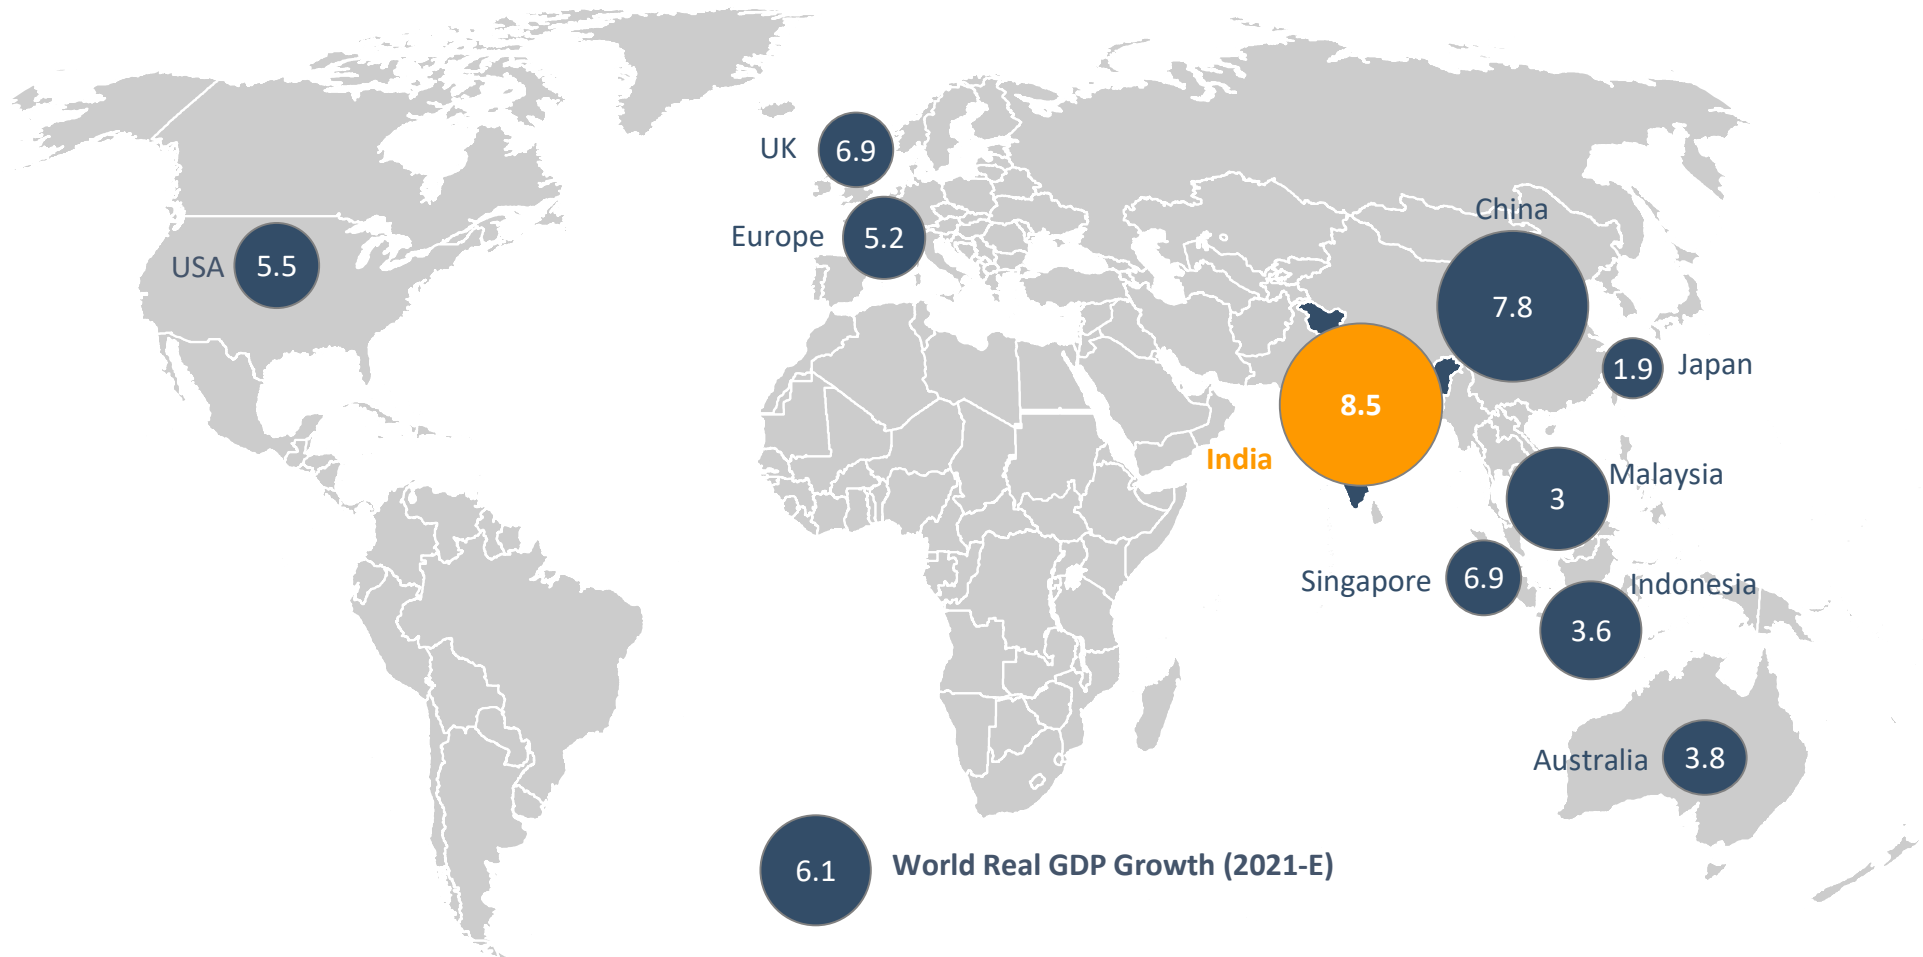 UK 6.9
China
Europe 5.2
USA 5.5
7.8
1.9 Japan
8.5
India
Malaysia
3
Singapore 6.9
Indonesia
3.6
Australia 3.8
6.1 World Real GDP Growth (2021-E)